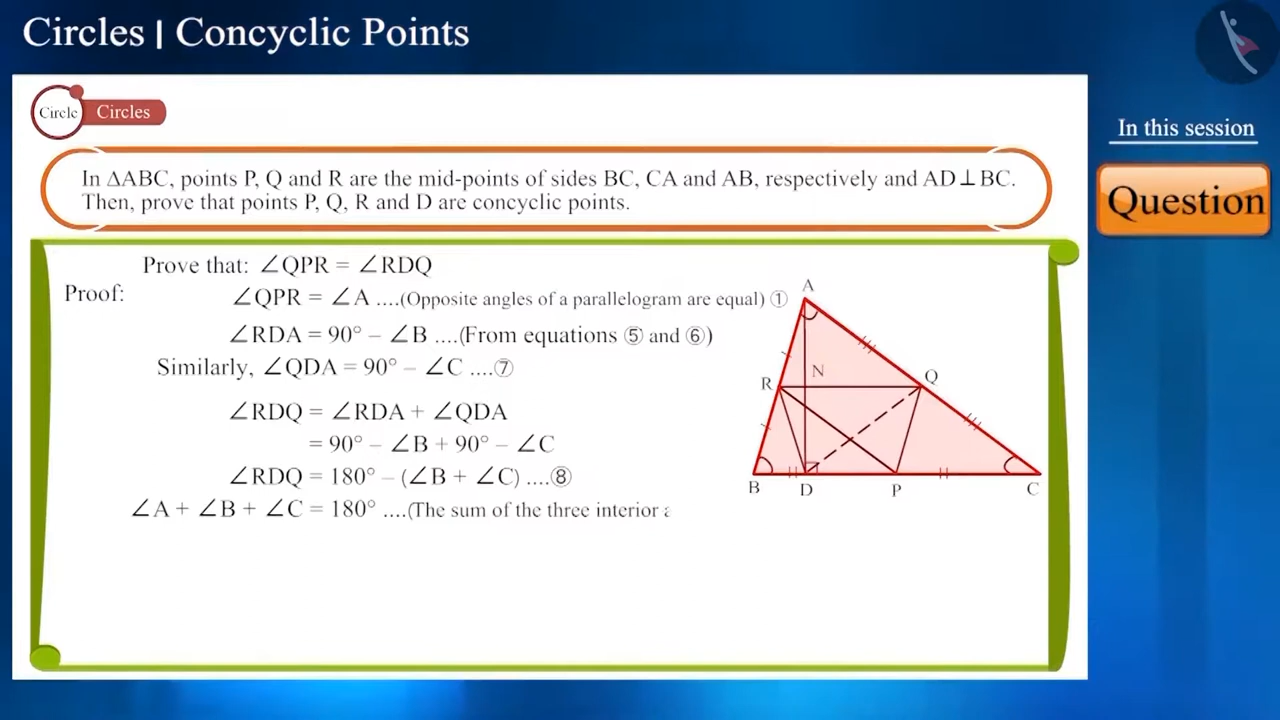 Circles | Concyclic Points
Circle
Circles
In this session
Question
In ΔABC, points P, Q and R are the mid-points of sides BC, CA and AB, respectively and AD⊥BC.
Then, prove that points P, Q, R and D are concyclic points.
Prove that: ∠QPR = ∠RDQ
Proof:
∠QPR = ∠A ....(Opposite angles of a parallelogram are equal) ①
∠RDA = 90° – ∠B ....(From equations ⑤ and ⑥)
Similarly, ∠QDA = 90° – ∠C ....⑦
∠RDQ = ∠RDA + ∠QDA
= 90° – ∠B + 90° – ∠C
∠RDQ = 180° – (∠B + ∠C) ....⑧
∠A + ∠B + ∠C = 180° ....(The sum of the three interior
A
N
R
Q
B
D
P
C